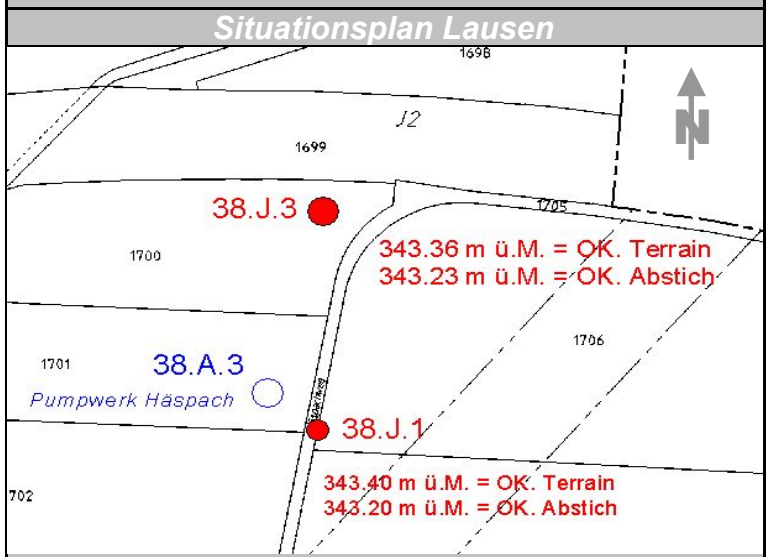 Situationsplan Lausen
1698
J2
N
1699
38.J.3
1705
343.36 m ü.M. = OK. Terrain
343.23 m ü.M. = OK. Abstich
1700
1706
1701
38.A.3
Pumpwerk Häspach
38.J.1
343.40 m ü.M. = OK. Terrain
343.20 m ü.M. = OK. Abstich
1702